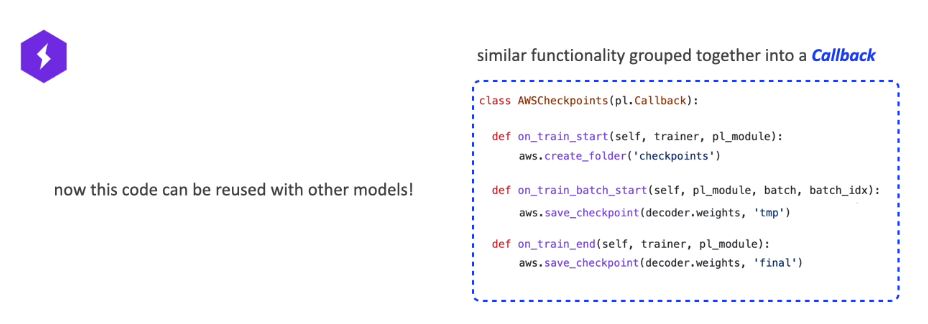 similar functionality grouped together into a Callback
class AWSCheckpoints(pl.Callback):
def on_train_start(self, trainer, pl_module):
aws.create_folder('checkpoints')
now this code can be reused with other models!
def on_train_batch_start(self, pl_module, batch, batch_idx):
aws.save_checkpoint(decoder.weights, 'tmp')
def on_train_end(self, trainer, pl_module):
aws.save_checkpoint(decoder.weights, 'final')